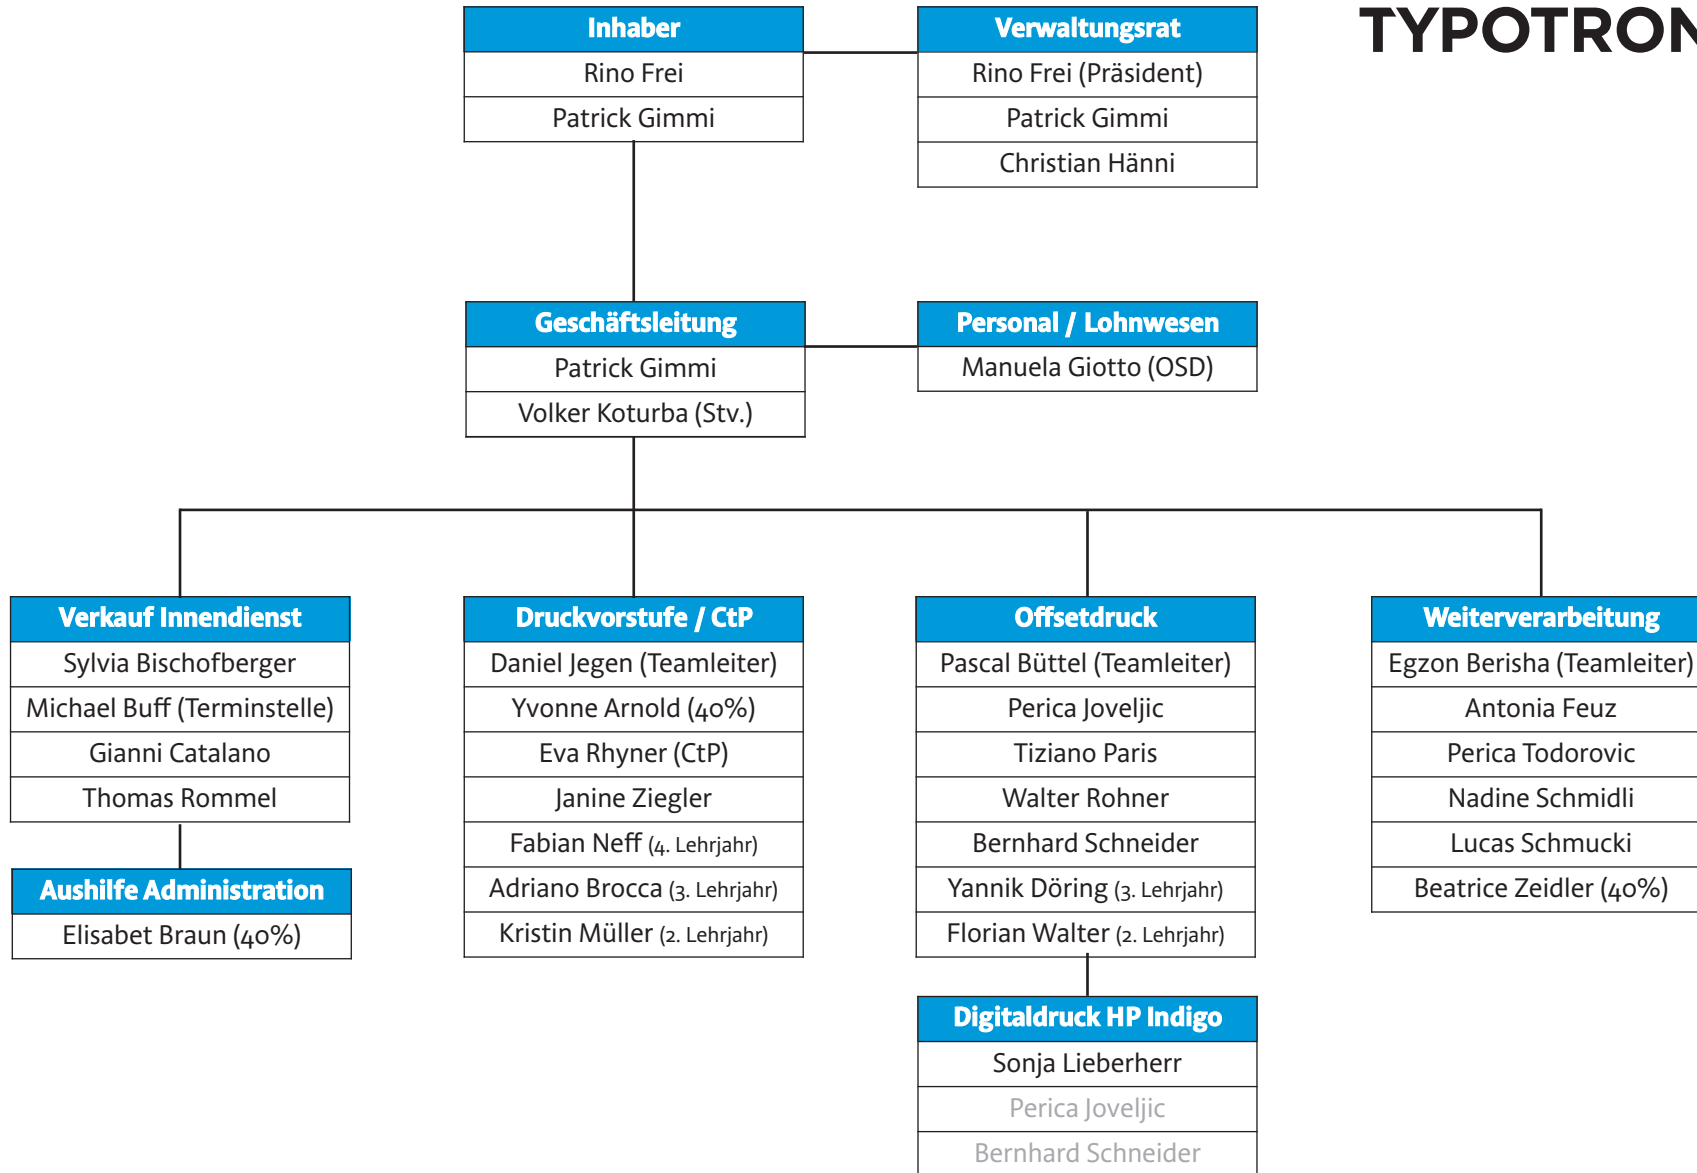 TYPOTRON
Inhaber
Rino Frei
Patrick Gimmi
Verwaltungsrat
Rino Frei (Präsident)
Patrick Gimmi
Christian Hänni
Geschäftsleitung
Patrick Gimmi
Volker Koturba (Stv.)
Personal / Lohnwesen
Manuela Giotto (OSD)
Verkauf Innendienst
Sylvia Bischofberger
Michael Buff (Terminstelle)
Gianni Catalano
Thomas Rommel
Aushilfe Administration
Elisabet Braun (40%)
Druckvorstufe / CtP
Daniel Jegen (Teamleiter)
Yvonne Arnold (40%)
Eva Rhyner (CtP)
Janine Ziegler
Fabian Neff (4. Lehrjahr)
Adriano Brocca (3. Lehrjahr)
Kristin Müller (2. Lehrjahr)
Offsetdruck
Pascal Büttel (Teamleiter)
Perica Joveljic
Tiziano Paris
Walter Rohner
Bernhard Schneider
Yannik Döring (3. Lehrjahr)
Florian Walter (2. Lehrjahr)
Digitaldruck HP Indigo
Sonja Lieberherr
Perica Joveljic
Bernhard Schneider
Weiterverarbeitung
Egzon Berisha (Teamleiter)
Antonia Feuz
Perica Todorovic
Nadine Schmidli
Lucas Schmucki
Beatrice Zeidler (40%)